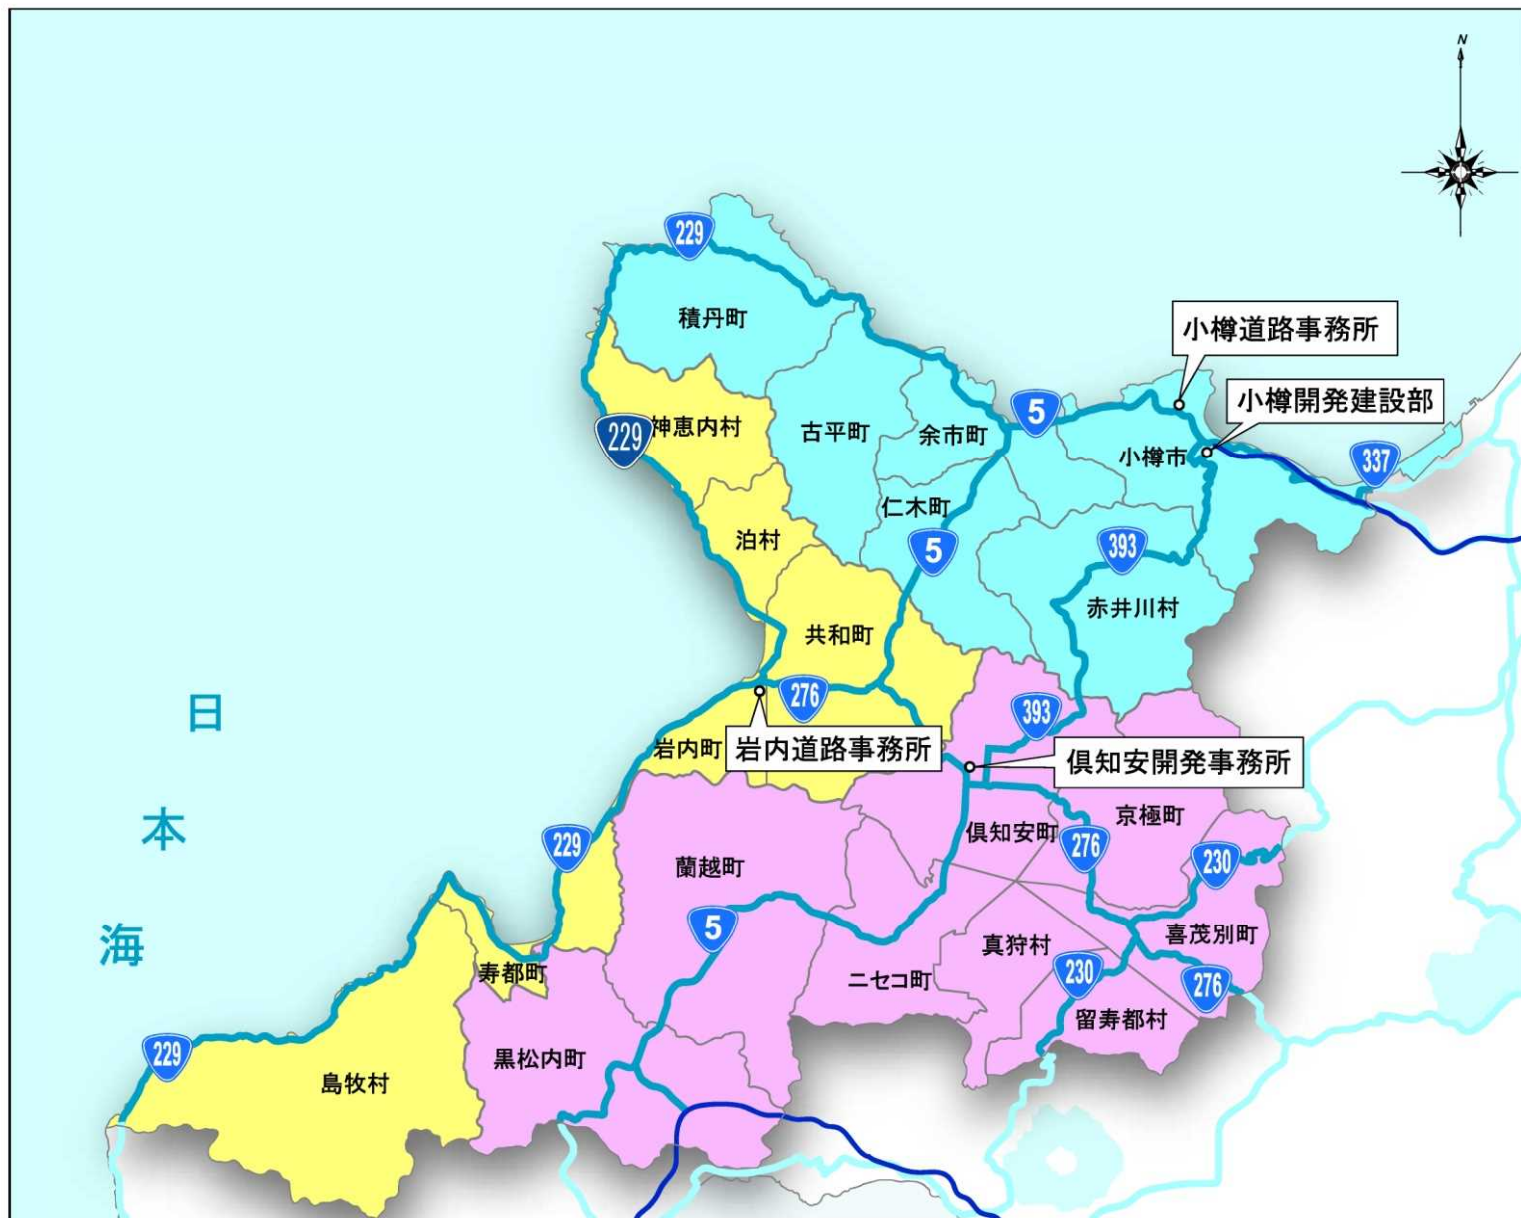 N
229
積丹町
小樽道路事務所
小樽開発建設部
5
神恵内村
229
古平町
余市町
小樽市
337
仁木町
泊村
5
393
赤井川村
共和町
276
393
日本海
岩内町
岩内道路事務所
倶知安開発事務所
京極町
倶知安町
276
230
229
蘭越町
5
真狩村
喜茂別町
寿都町
ニセコ町
230
276
留寿都村
229
黒松内町
島牧村